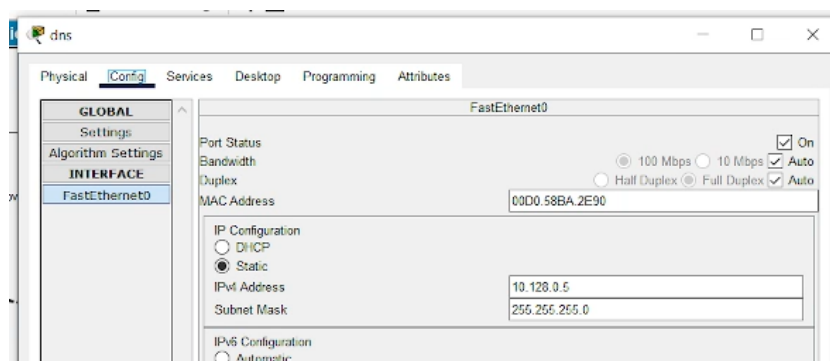 dns
Physical Config Services Desktop Programming Attributes
GLOBAL
Settings
Algorithm Settings
INTERFACE
FastEthernet0
FastEthernet0
Port Status On
Bandwidth 100 Mbps 10 Mbps Auto
Duplex Half Duplex Full Duplex Auto
MAC Address 00D0.58BA.2E90
IP Configuration
DHCP
Static
IPv4 Address 10.128.0.5
Subnet Mask 255.255.255.0
IPv6 Configuration
Automatic